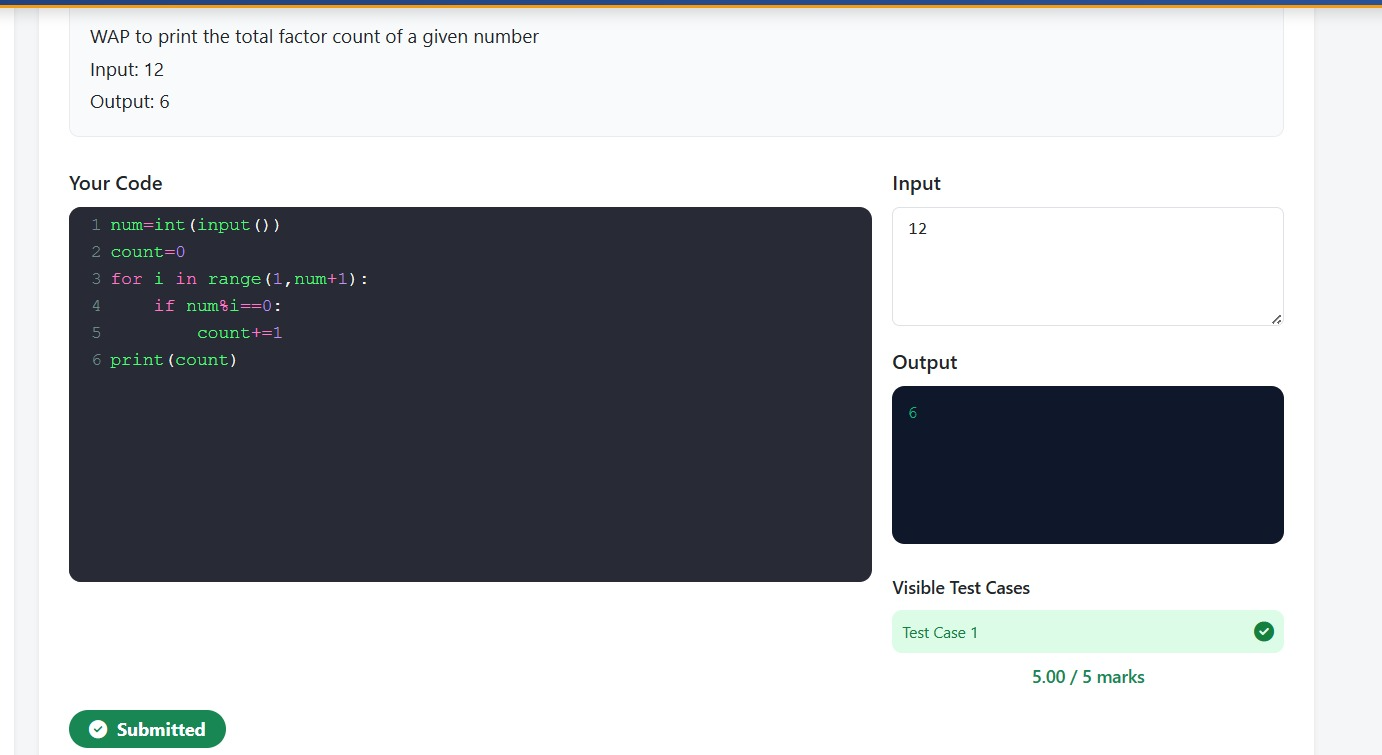 WAP to print the total factor count of a given number
Input: 12
Output: 6
Your Code
1 num=int(input())
2 count=0
3 for i in range(1,num+1):
4     if num%i==0:
5         count+=1
6 print(count)
Input
12
Output
6
Visible Test Cases
Test Case 1
5.00 / 5 marks
Submitted